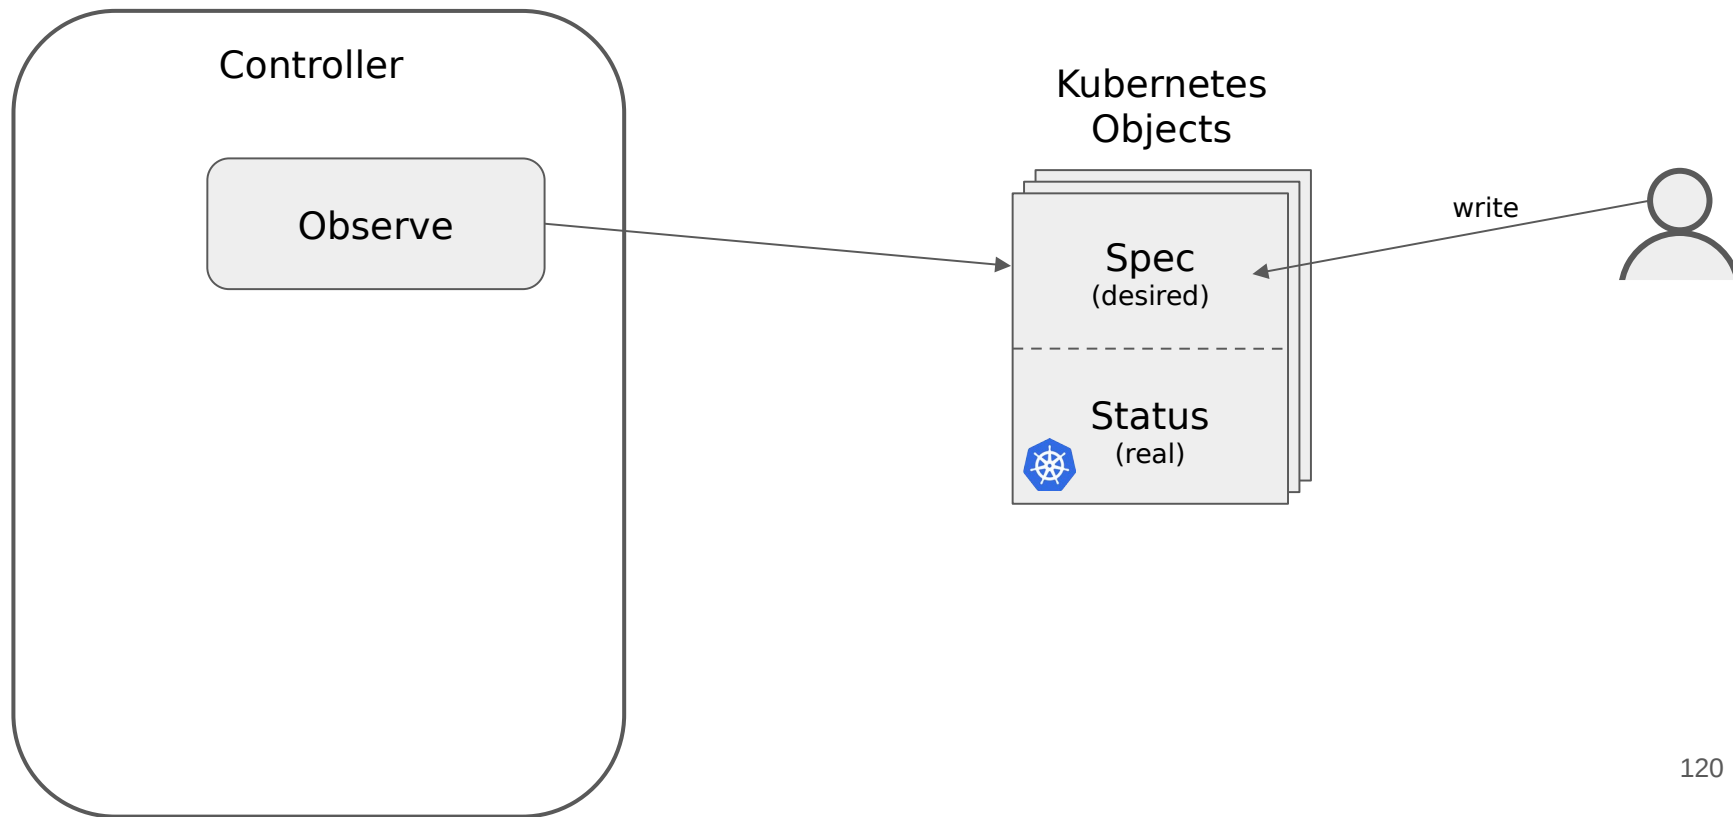 Controller
Observe
Kubernetes
Objects
Spec
(desired)
Status
(real)
write
120